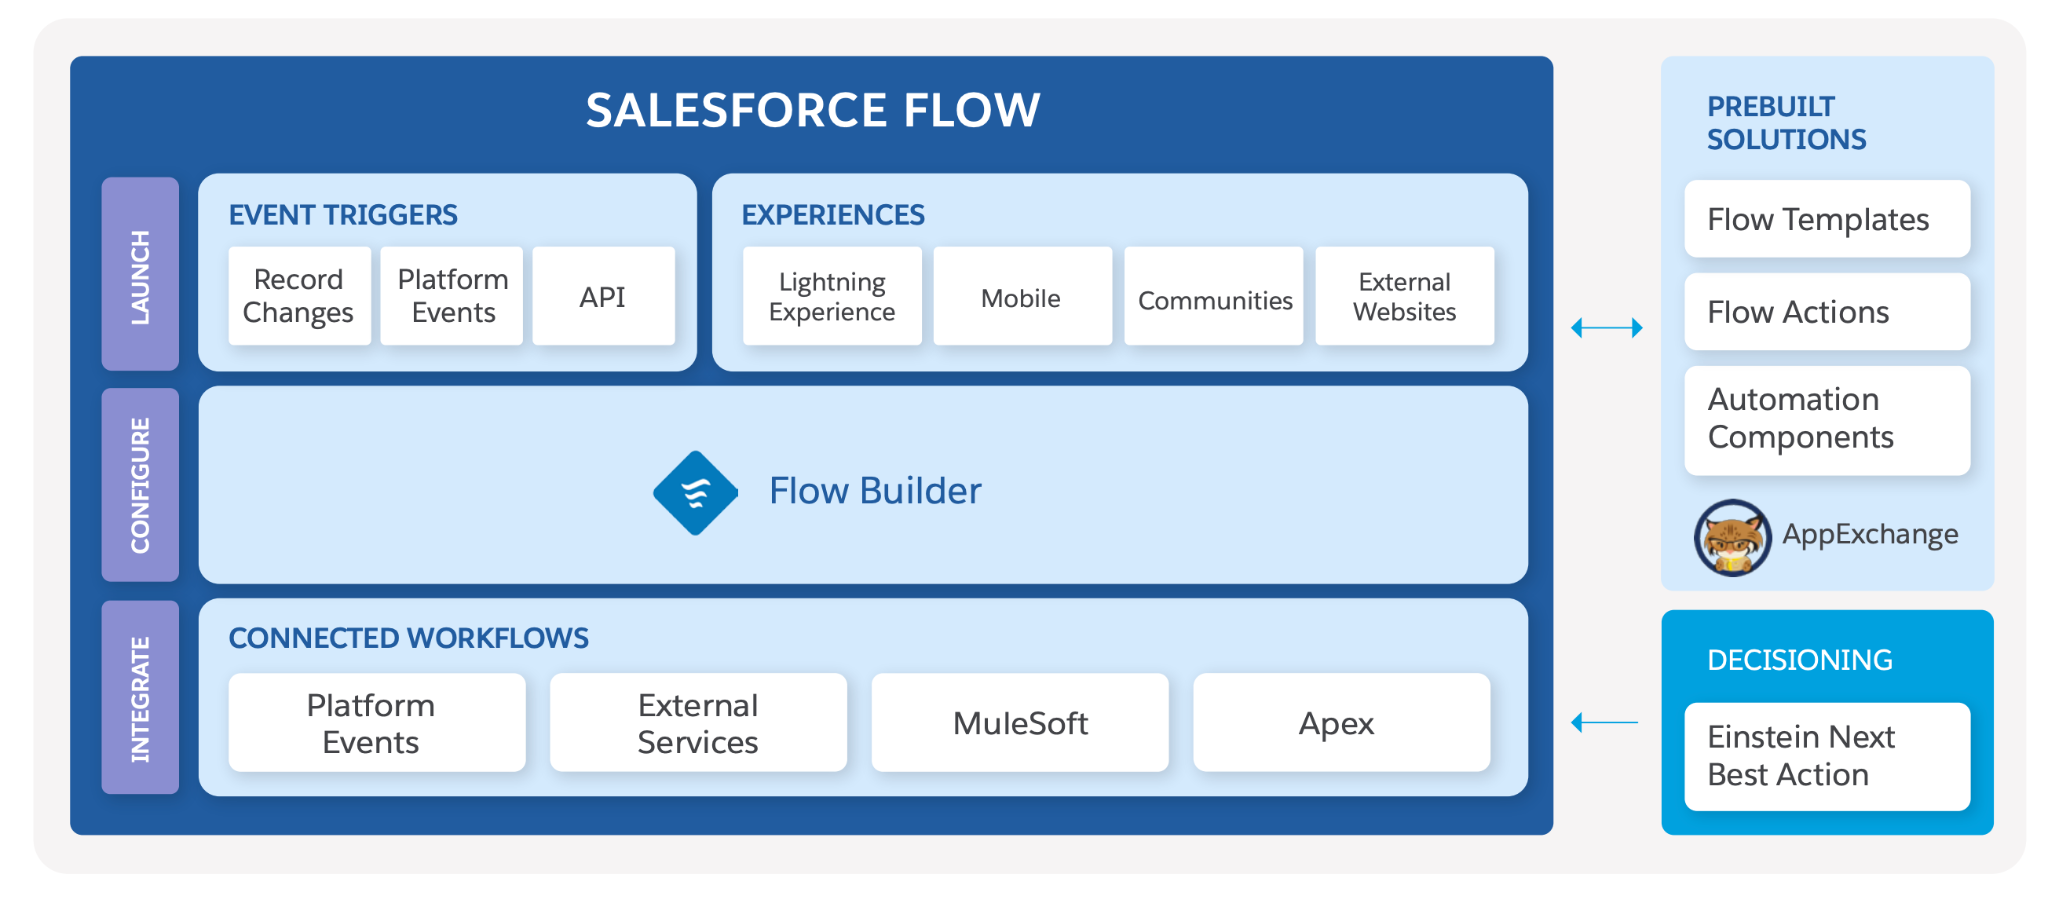 SALESFORCE FLOW
LAUNCH
EVENT TRIGGERS
Record
Changes
Platform
Events
API
EXPERIENCES
Lightning
Experience
Mobile
Communities
External
Websites
CONFIGURE
Flow Builder
INTEGRATE
CONNECTED WORKFLOWS
Platform
Events
External
Services
MuleSoft
Apex
PREBUILT
SOLUTIONS
Flow Templates
Flow Actions
Automation
Components
AppExchange
DECISIONING
Einstein Next
Best Action